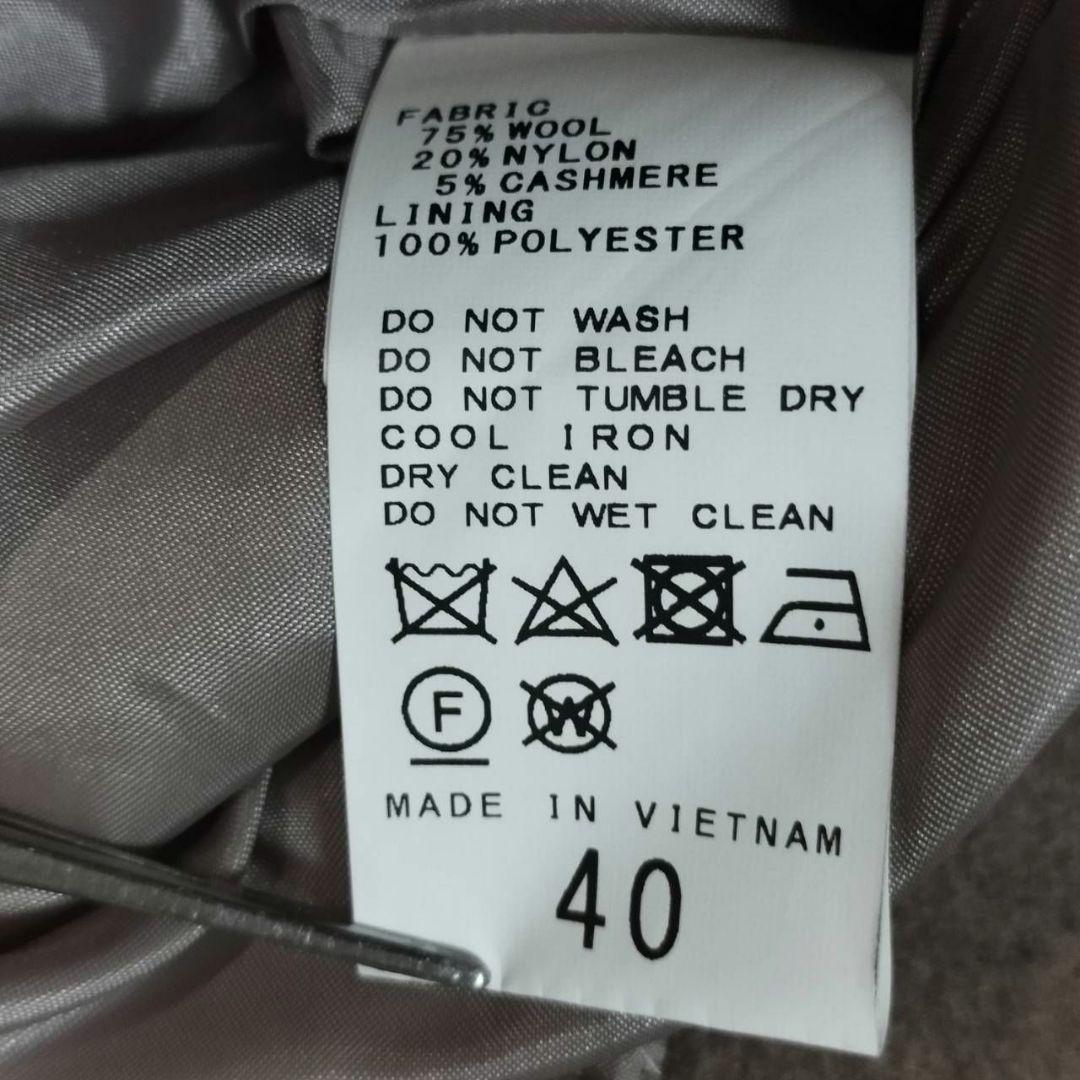 FABRIC
75% WOOL
20% NYLON
5% CASHMERE
LINING
100% POLYESTER
DO NOT WASH
DO NOT BLEACH
DO NOT TUMBLE DRY
COOL IRON
DRY CLEAN
DO NOT WET CLEAN
F W
MADE IN VIETNAM
40